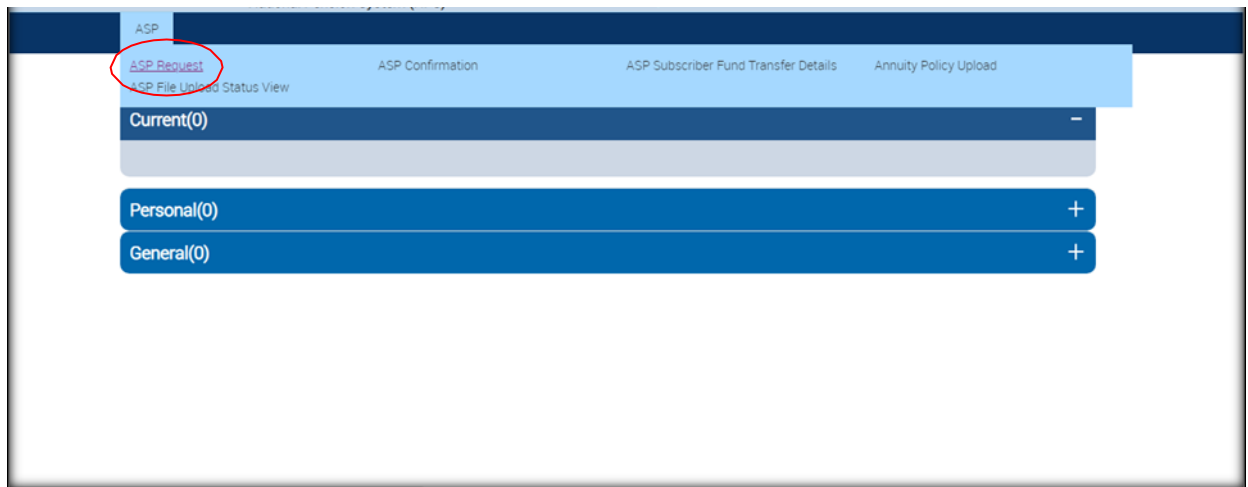 ASP
ASP Request ASP Confirmation ASP Subscriber Fund Transfer Details Annuity Policy Upload
ASP File Upload Status View
Current(0) −
Personal(0) +
General(0) +